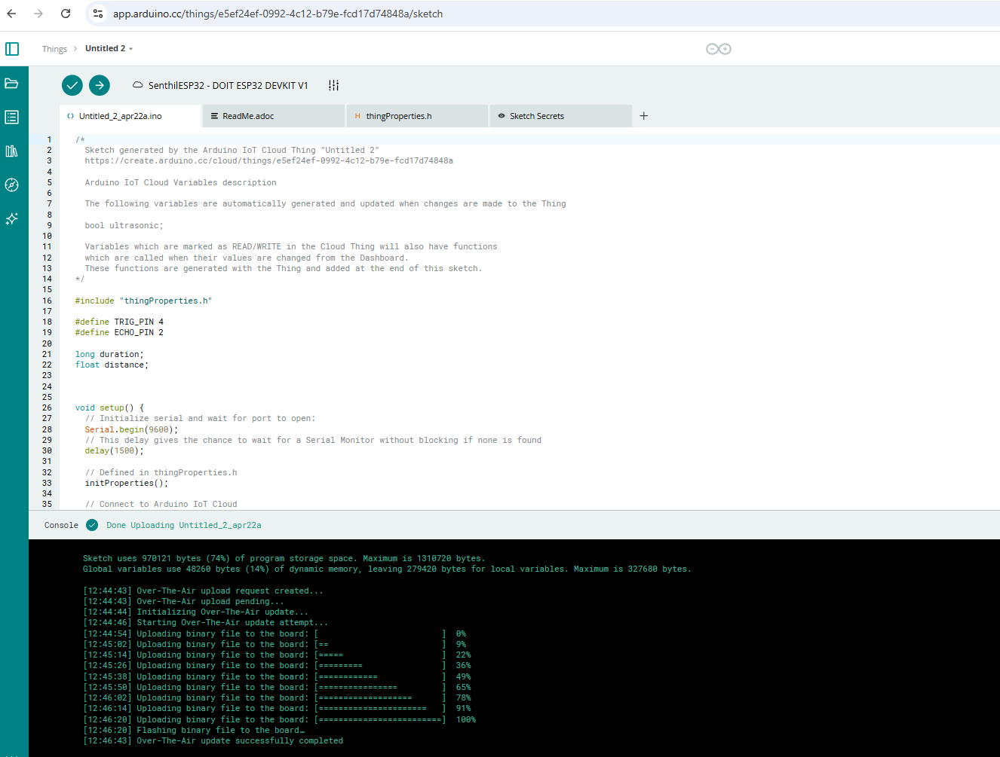 app.arduino.cc/things/e5ef24ef-0992-4c12-b79e-fcd17d74848a/sketch
Things > Untitled 2
SenthilESP32 - DOIT ESP32 DEVKIT V1
Untitled_2_apr22a.ino
ReadMe.adoc
H thingProperties.h
Sketch Secrets
1 /*
2 Sketch generated by the Arduino IoT Cloud Thing "Untitled 2"
3 https://create.arduino.cc/cloud/things/e5ef24ef-0992-4c12-b79e-fcd17d74848a
4
5 Arduino IoT Cloud Variables description
6
7 The following variables are automatically generated and updated when changes are made to the Thing
8
9 bool ultrasonic;
10
11 Variables which are marked as READ/WRITE in the Cloud Thing will also have functions
12 which are called when their values are changed from the Dashboard.
13 These functions are generated with the Thing and added at the end of this sketch.
14 */
15
16 #include "thingProperties.h"
17
18 #define TRIG_PIN 4
19 #define ECHO_PIN 2
20
21 long duration;
22 float distance;
23
24
25
26 void setup() {
27 // Initialize serial and wait for port to open:
28 Serial.begin(9600);
29 // This delay gives the chance to wait for a Serial Monitor without blocking if none is found
30 delay(1500);
31
32 // Defined in thingProperties.h
33 initProperties();
34
35 // Connect to Arduino IoT Cloud
Console Done Uploading Untitled_2_apr22a
Sketch uses 970121 bytes (74%) of program storage space. Maximum is 1310720 bytes.
Global variables use 48260 bytes (14%) of dynamic memory, leaving 279420 bytes for local variables. Maximum is 327680 bytes.
[12:44:43] Over-The-Air upload request created...
[12:44:43] Over-The-Air upload pending...
[12:44:44] Initializing Over-The-Air update...
[12:44:46] Starting Over-The-Air update attempt...
[12:44:54] Uploading binary file to the board: [                         ] 0%
[12:45:02] Uploading binary file to the board: [==                       ] 9%
[12:45:14] Uploading binary file to the board: [=====                    ] 22%
[12:45:26] Uploading binary file to the board: [=========                ] 36%
[12:45:38] Uploading binary file to the board: [============             ] 49%
[12:45:50] Uploading binary file to the board: [================         ] 65%
[12:46:02] Uploading binary file to the board: [===================      ] 78%
[12:46:14] Uploading binary file to the board: [======================   ] 91%
[12:46:20] Uploading binary file to the board: [=========================] 100%
[12:46:20] Flashing binary file to the board…
[12:46:43] Over-The-Air update successfully completed